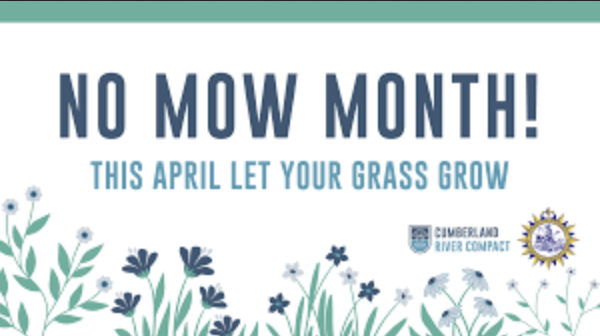 NO MOW MONTH!
THIS APRIL LET YOUR GRASS GROW
CUMBERLAND
RIVER COMPACT